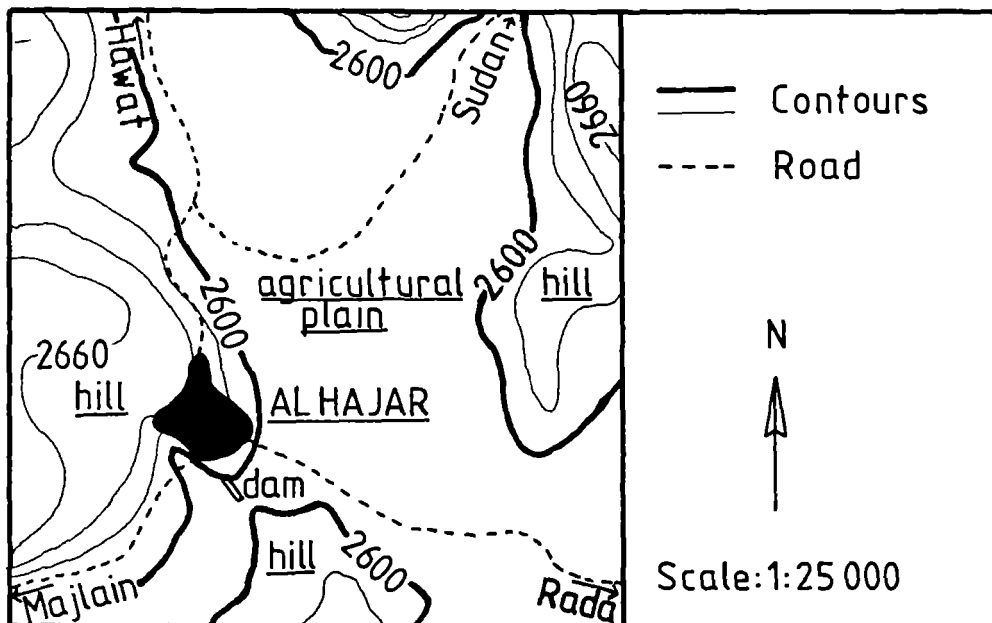 Hawat
2600
Sudan
2660
Contours
Road
2600
2600
agricultural
plain
hill
2660
hill
AL HAJAR
N
dam
hill
2600
Majlain
Rada
Scale:1:25 000